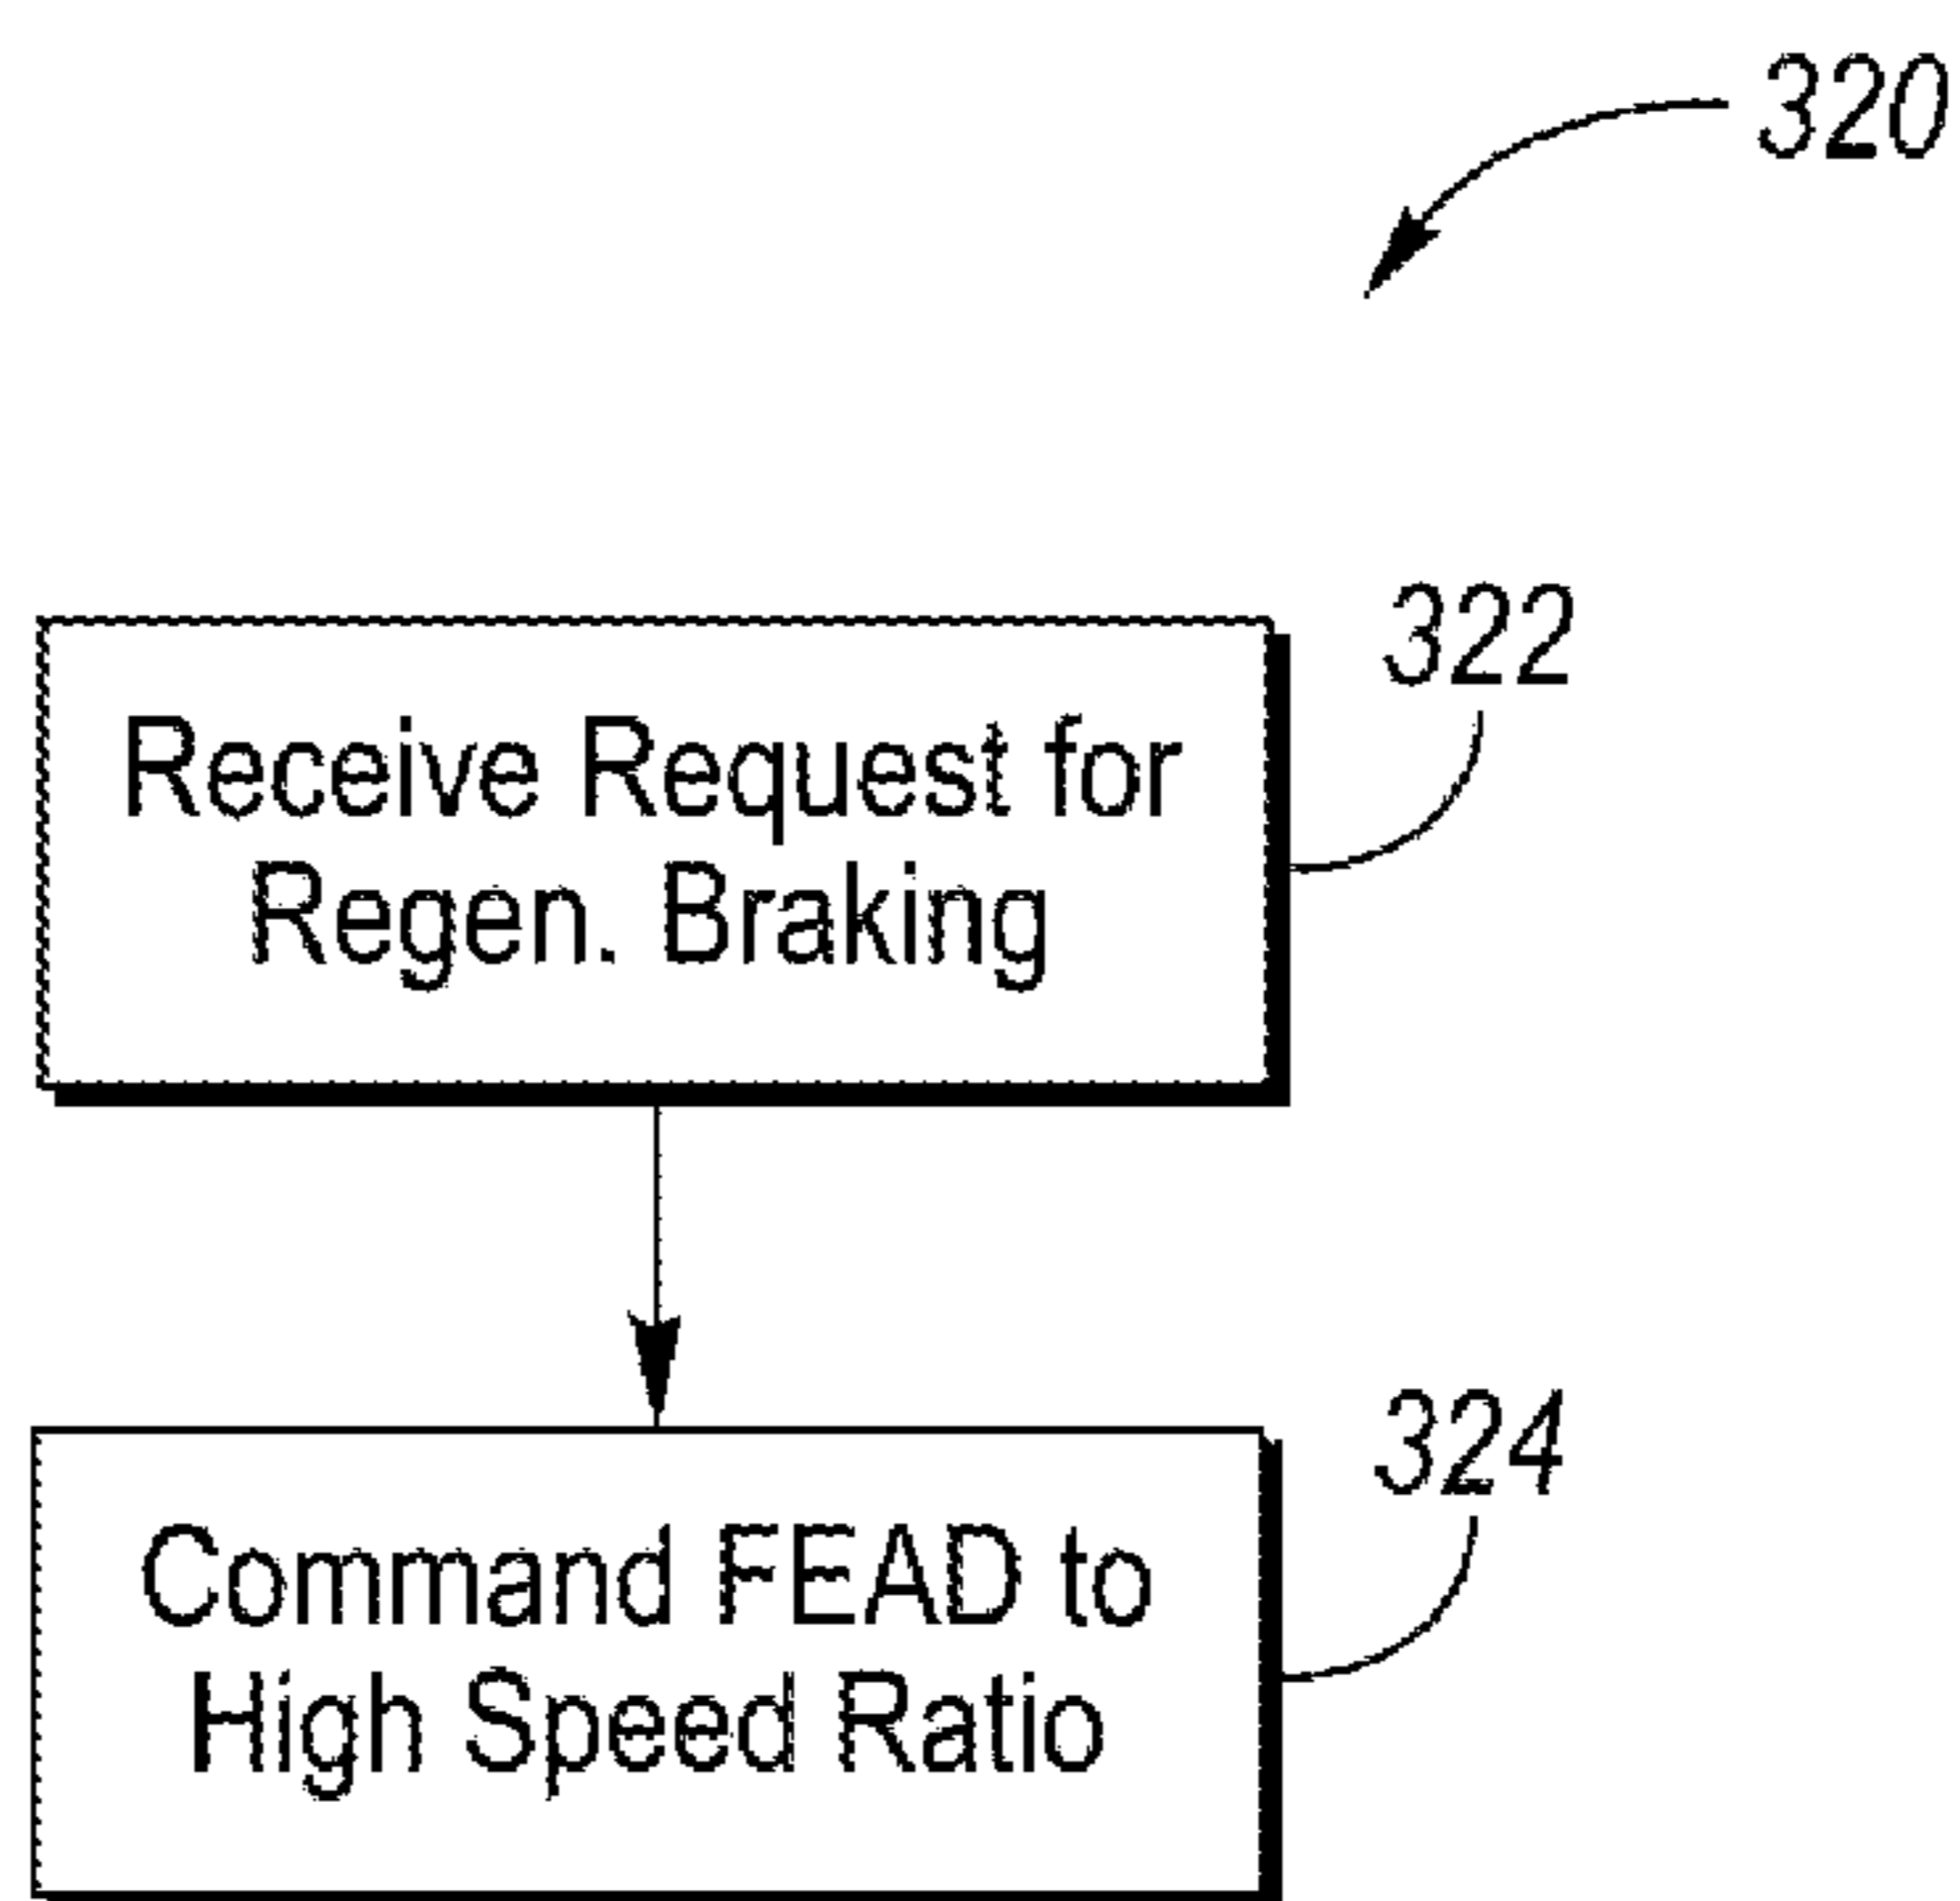 320
322
Receive Request for
Regen. Braking
324
Command FEAD to
High Speed Ratio